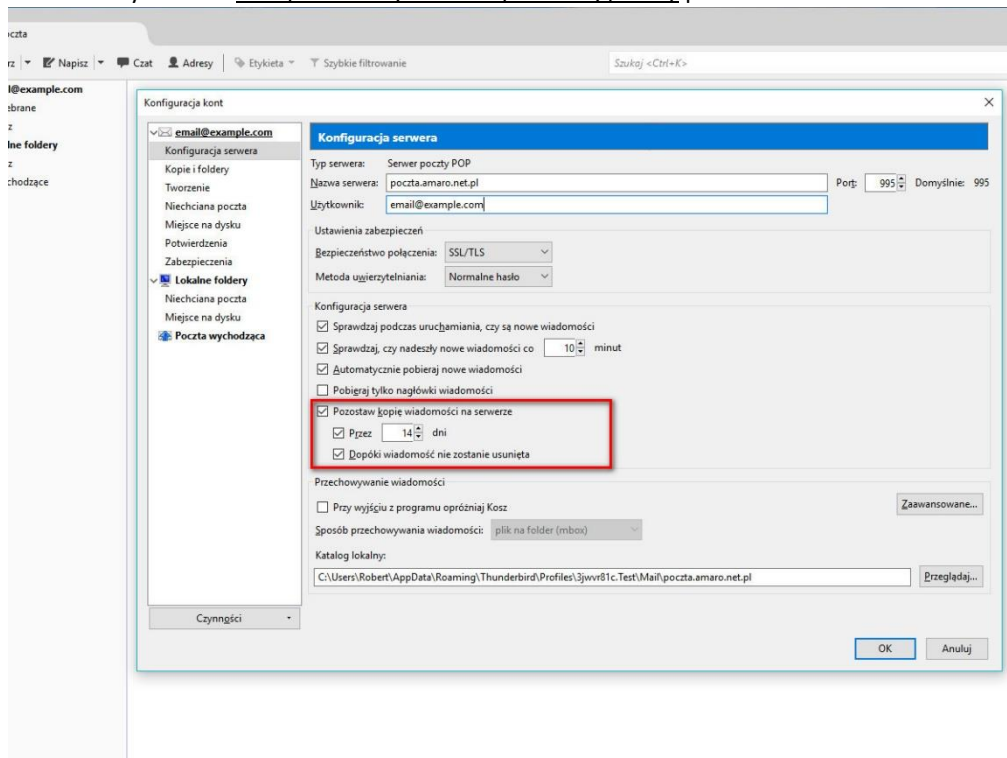 oczta
rz Napisz Czat Adresy Etykieta Szybkie filtrowanie Szukaj <Ctrl+K>
l@example.com
ebrane
z
lne foldery
z
chodzące
Konfiguracja kont
email@example.com
Konfiguracja serwera
Kopie i foldery
Tworzenie
Niechciana poczta
Miejsce na dysku
Potwierdzenia
Zabezpieczenia
Lokalne foldery
Niechciana poczta
Miejsce na dysku
Poczta wychodząca
Czynności
Konfiguracja serwera
Typ serwera: Serwer poczty POP
Nazwa serwera: poczta.amaro.net.pl Port: 995 Domyślnie: 995
Użytkownik: email@example.com
Ustawienia zabezpieczeń
Bezpieczeństwo połączenia: SSL/TLS
Metoda uwierzytelniania: Normalne hasło
Konfiguracja serwera
Sprawdzaj podczas uruchamiania, czy są nowe wiadomości
Sprawdzaj, czy nadeszły nowe wiadomości co 10 minut
Automatycznie pobieraj nowe wiadomości
Pobieraj tylko nagłówki wiadomości
Pozostaw kopię wiadomości na serwerze
Przez 14 dni
Dopóki wiadomość nie zostanie usunięta
Przechowywanie wiadomości
Przy wyjściu z programu opróżniaj Kosz Zaawansowane...
Sposób przechowywania wiadomości: plik na folder (mbox)
Katalog lokalny:
C:\Users\Robert\AppData\Roaming\Thunderbird\Profiles\3jwvr81c.Test\Mail\poczta.amaro.net.pl Przeglądaj...
OK Anuluj